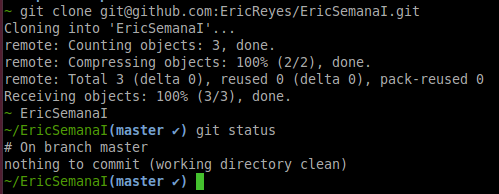 ~ git clone git@github.com:EricReyes/EricSemanaI.git
Cloning into 'EricSemanaI'...
remote: Counting objects: 3, done.
remote: Compressing objects: 100% (2/2), done.
remote: Total 3 (delta 0), reused 0 (delta 0), pack-reused 0
Receiving objects: 100% (3/3), done.
~ EricSemanaI
~/EricSemanaI(master ✔) git status
# On branch master
nothing to commit (working directory clean)
~/EricSemanaI(master ✔)